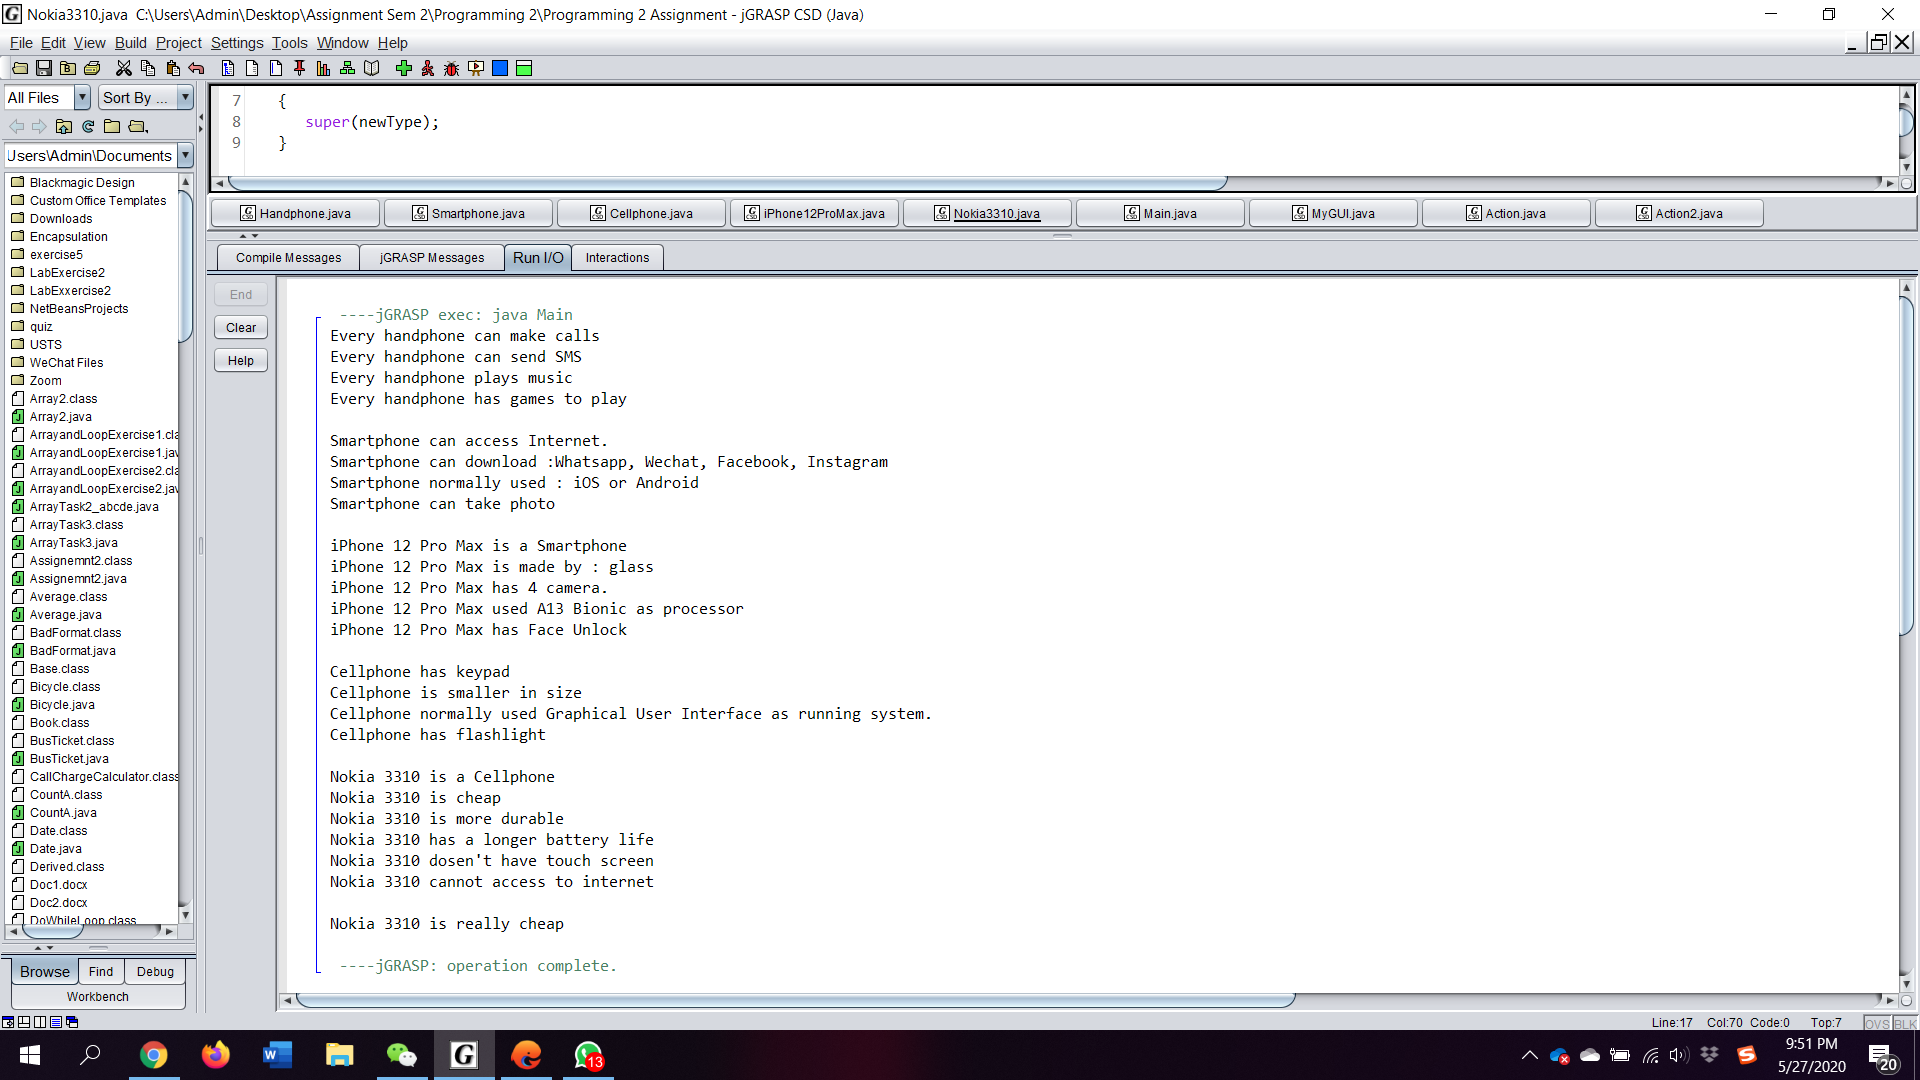 Nokia3310.java  C:\Users\Admin\Desktop\Assignment Sem 2\Programming 2\Programming 2 Assignment - jGRASP CSD (Java)
File Edit View Build Project Settings Tools Window Help
All Files Sort By ...
Users\Admin\Documents
Blackmagic Design
Custom Office Templates
Downloads
Encapsulation
exercise5
LabExercise2
LabExxercise2
NetBeansProjects
quiz
USTS
WeChat Files
Zoom
Array2.class
Array2.java
ArrayandLoopExercise1.cla
ArrayandLoopExercise1.jav
ArrayandLoopExercise2.cla
ArrayandLoopExercise2.jav
ArrayTask2_abcde.java
ArrayTask3.class
ArrayTask3.java
Assignemnt2.class
Assignemnt2.java
Average.class
Average.java
BadFormat.class
BadFormat.java
Base.class
Bicycle.class
Bicycle.java
Book.class
BusTicket.class
BusTicket.java
CallChargeCalculator.class
CountA.class
CountA.java
Date.class
Date.java
Derived.class
Doc1.docx
Doc2.docx
DoWhileLoop.class
Browse Find Debug
Workbench
7 {
8 super(newType);
9 }
Handphone.java Smartphone.java Cellphone.java iPhone12ProMax.java Nokia3310.java Main.java MyGUI.java Action.java Action2.java
Compile Messages jGRASP Messages Run I/O Interactions
End
Clear
Help
----jGRASP exec: java Main
Every handphone can make calls
Every handphone can send SMS
Every handphone plays music
Every handphone has games to play
Smartphone can access Internet.
Smartphone can download :Whatsapp, Wechat, Facebook, Instagram
Smartphone normally used : iOS or Android
Smartphone can take photo
iPhone 12 Pro Max is a Smartphone
iPhone 12 Pro Max is made by : glass
iPhone 12 Pro Max has 4 camera.
iPhone 12 Pro Max used A13 Bionic as processor
iPhone 12 Pro Max has Face Unlock
Cellphone has keypad
Cellphone is smaller in size
Cellphone normally used Graphical User Interface as running system.
Cellphone has flashlight
Nokia 3310 is a Cellphone
Nokia 3310 is cheap
Nokia 3310 is more durable
Nokia 3310 has a longer battery life
Nokia 3310 dosen't have touch screen
Nokia 3310 cannot access to internet
Nokia 3310 is really cheap
----jGRASP: operation complete.
Line:17 Col:70 Code:0 Top:7 OVS BLK
13
9:51 PM
5/27/2020
20